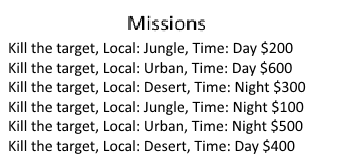 Missions
Kill the target, Local: Jungle, Time: Day $200
Kill the target, Local: Urban, Time: Day $600
Kill the target, Local: Desert, Time: Night $300
Kill the target, Local: Jungle, Time: Night $100
Kill the target, Local: Urban, Time: Night $500
Kill the target, Local: Desert, Time: Day $400